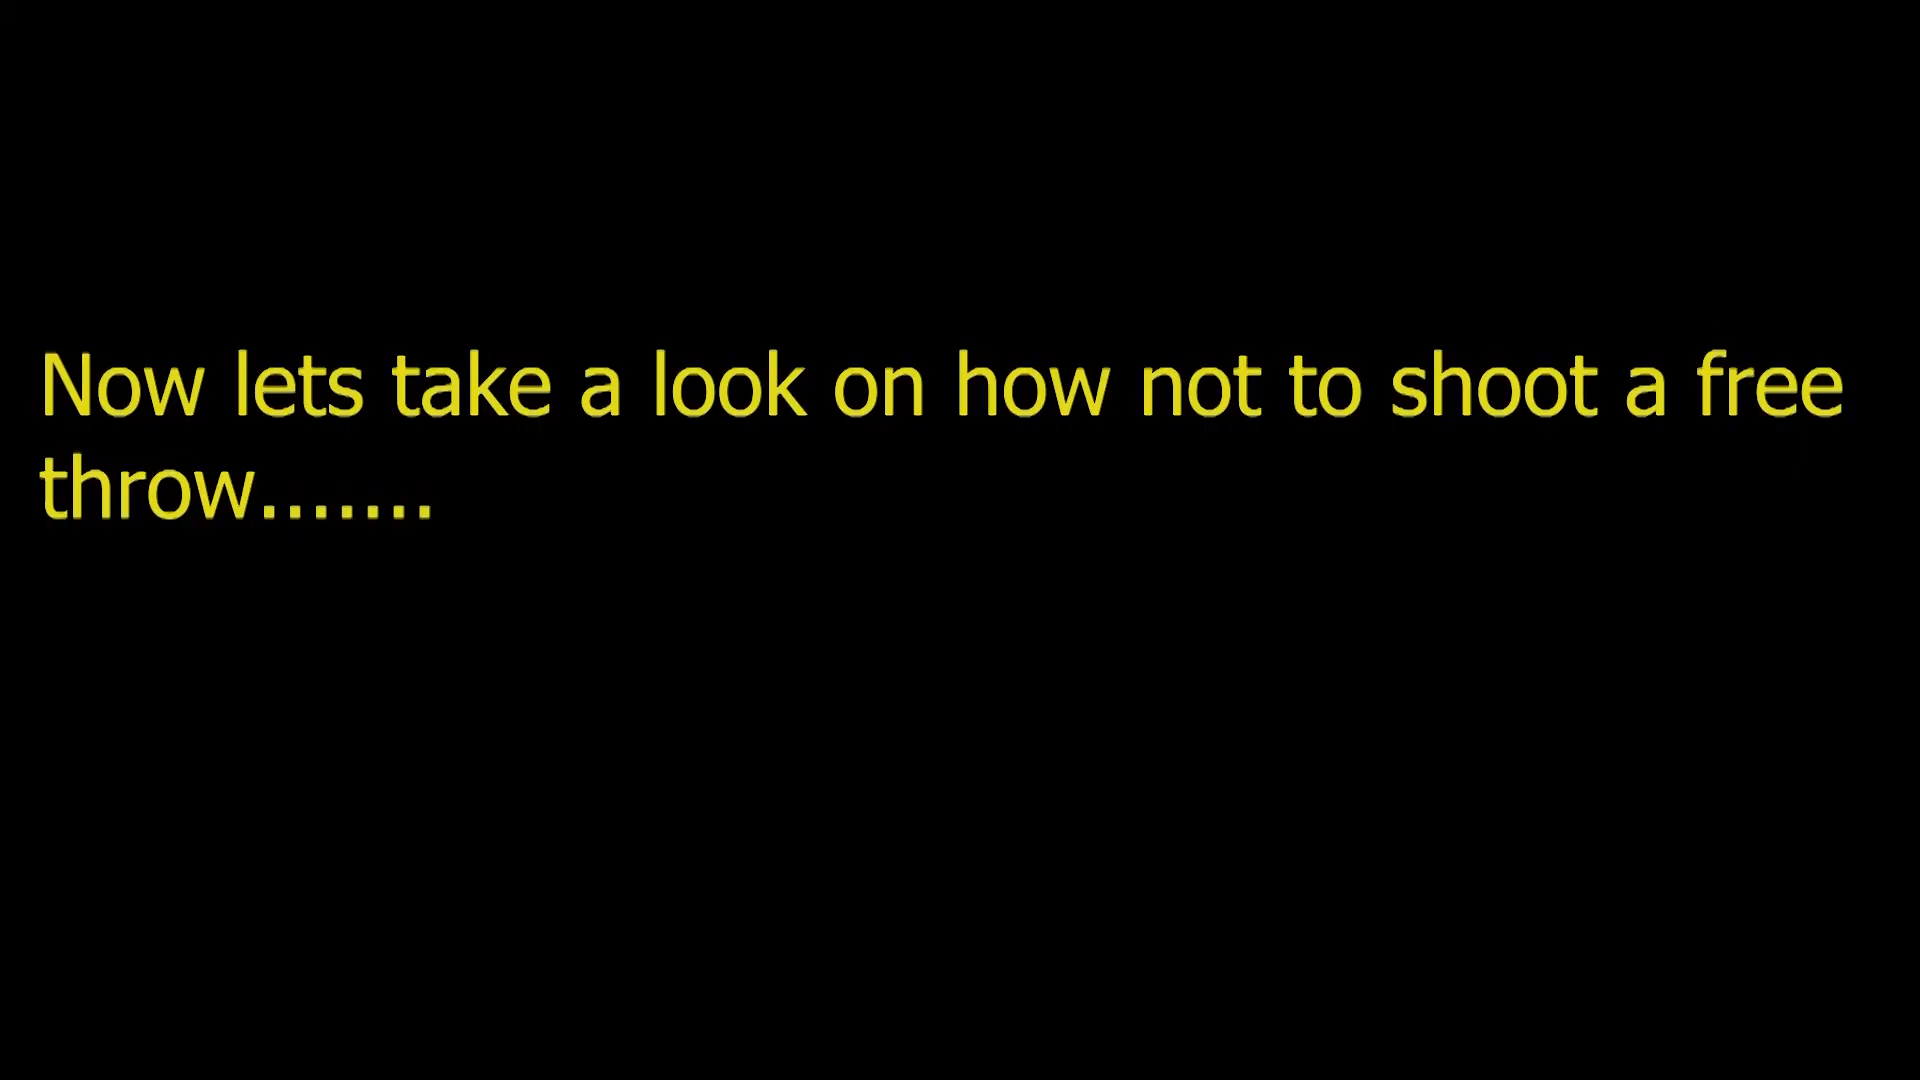 Now lets take a look on how not to shoot a free
throw.......